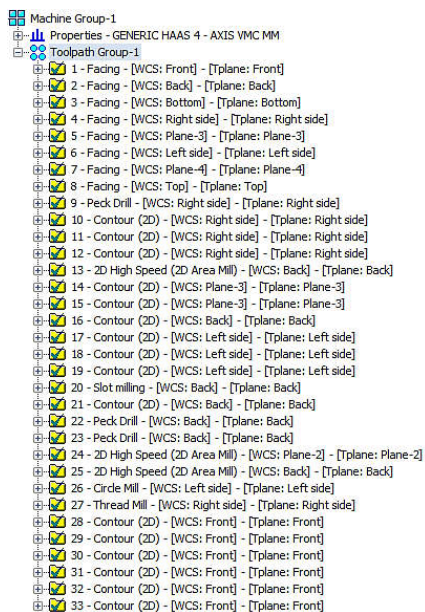 Machine Group-1
Properties - GENERIC HAAS 4 - AXIS VMC MM
Toolpath Group-1
1 - Facing - [WCS: Front] - [Tplane: Front]
2 - Facing - [WCS: Back] - [Tplane: Back]
3 - Facing - [WCS: Bottom] - [Tplane: Bottom]
4 - Facing - [WCS: Right side] - [Tplane: Right side]
5 - Facing - [WCS: Plane-3] - [Tplane: Plane-3]
6 - Facing - [WCS: Left side] - [Tplane: Left side]
7 - Facing - [WCS: Plane-4] - [Tplane: Plane-4]
8 - Facing - [WCS: Top] - [Tplane: Top]
9 - Peck Drill - [WCS: Right side] - [Tplane: Right side]
10 - Contour (2D) - [WCS: Right side] - [Tplane: Right side]
11 - Contour (2D) - [WCS: Right side] - [Tplane: Right side]
12 - Contour (2D) - [WCS: Right side] - [Tplane: Right side]
13 - 2D High Speed (2D Area Mill) - [WCS: Back] - [Tplane: Back]
14 - Contour (2D) - [WCS: Plane-3] - [Tplane: Plane-3]
15 - Contour (2D) - [WCS: Plane-3] - [Tplane: Plane-3]
16 - Contour (2D) - [WCS: Back] - [Tplane: Back]
17 - Contour (2D) - [WCS: Left side] - [Tplane: Left side]
18 - Contour (2D) - [WCS: Left side] - [Tplane: Left side]
19 - Contour (2D) - [WCS: Left side] - [Tplane: Left side]
20 - Slot milling - [WCS: Back] - [Tplane: Back]
21 - Contour (2D) - [WCS: Back] - [Tplane: Back]
22 - Peck Drill - [WCS: Back] - [Tplane: Back]
23 - Peck Drill - [WCS: Back] - [Tplane: Back]
24 - 2D High Speed (2D Area Mill) - [WCS: Plane-2] - [Tplane: Plane-2]
25 - 2D High Speed (2D Area Mill) - [WCS: Back] - [Tplane: Back]
26 - Circle Mill - [WCS: Left side] - [Tplane: Left side]
27 - Thread Mill - [WCS: Right side] - [Tplane: Right side]
28 - Contour (2D) - [WCS: Front] - [Tplane: Front]
29 - Contour (2D) - [WCS: Front] - [Tplane: Front]
30 - Contour (2D) - [WCS: Front] - [Tplane: Front]
31 - Contour (2D) - [WCS: Front] - [Tplane: Front]
32 - Contour (2D) - [WCS: Front] - [Tplane: Front]
33 - Contour (2D) - [WCS: Front] - [Tplane: Front]